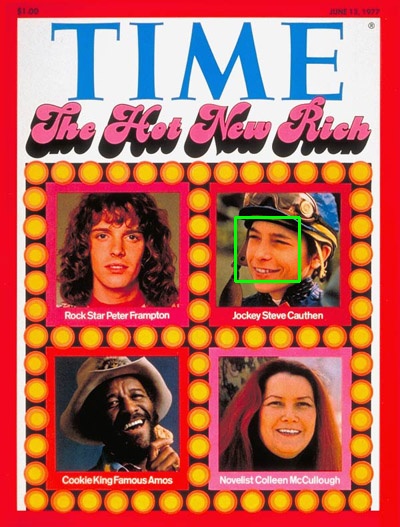 $1.00
JUNE 13, 1977
TIME
®
The Hot New Rich
Rock Star Peter Frampton
Jockey Steve Cauthen
Cookie King Famous Amos
Novelist Colleen McCullough